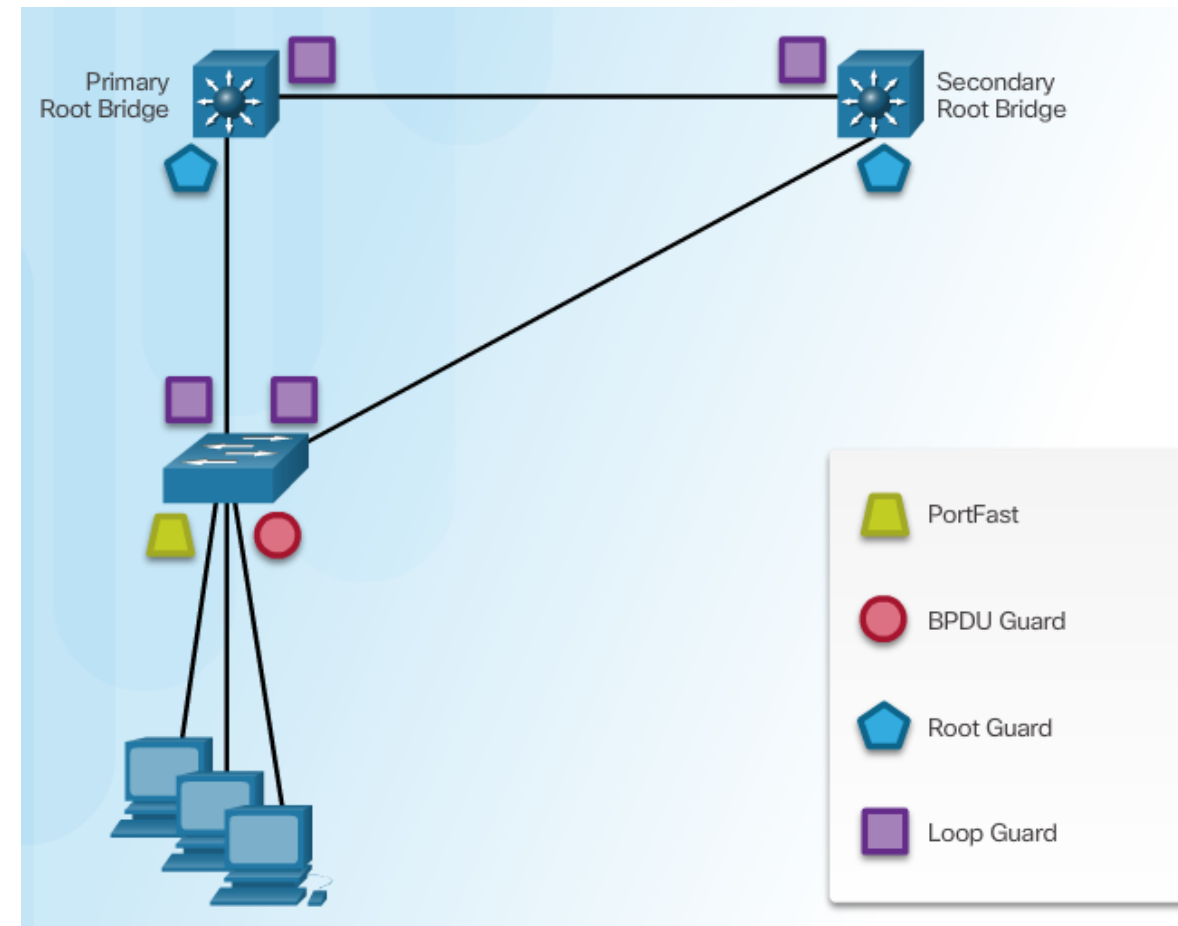 Primary
Root Bridge
Secondary
Root Bridge
PortFast
BPDU Guard
Root Guard
Loop Guard